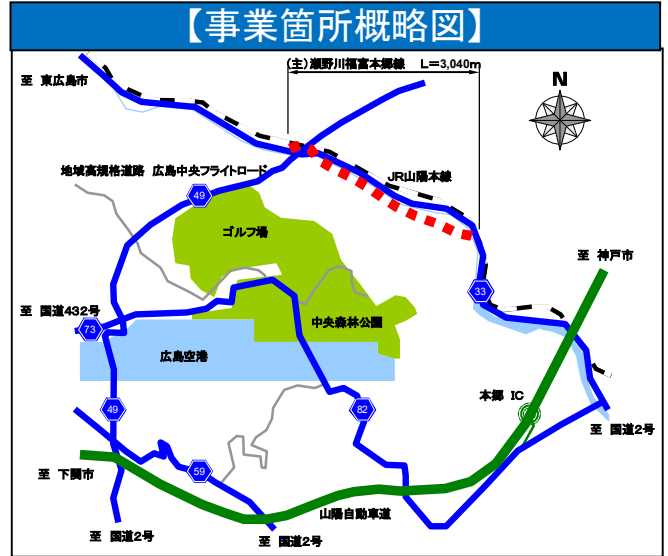 【事業箇所概略図】
(主)瀬野川福富本郷線 L=3,040m
至 東広島市
N
地域高規格道路 広島中央フライトロード
JR山陽本線
49
ゴルフ場
至 神戸市
33
至 国道432号
73
中央森林公園
広島空港
本郷 IC
49
82
至 国道2号
至 下関市
59
山陽自動車道
至 国道2号
至 国道2号